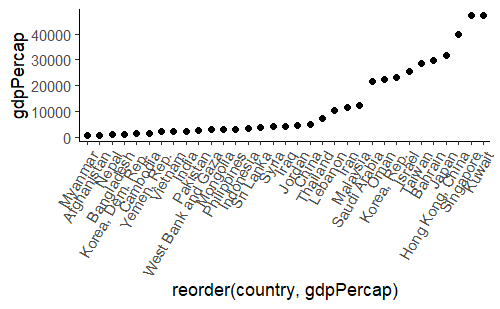 gdpPercap
40000
30000
20000
10000
0
Myanmar
Afghanistan
Nepal
Bangladesh
Korea, Dem. Rep.
Cambodia
Yemen, Rep.
Vietnam
India
Pakistan
West Bank and Gaza
Mongolia
Philippines
Indonesia
Sri Lanka
Syria
Iraq
Jordan
China
Thailand
Lebanon
Iran
Malaysia
Saudi Arabia
Oman
Korea, Rep.
Israel
Taiwan
Bahrain
Japan
Hong Kong, China
Singapore
Kuwait
reorder(country, gdpPercap)